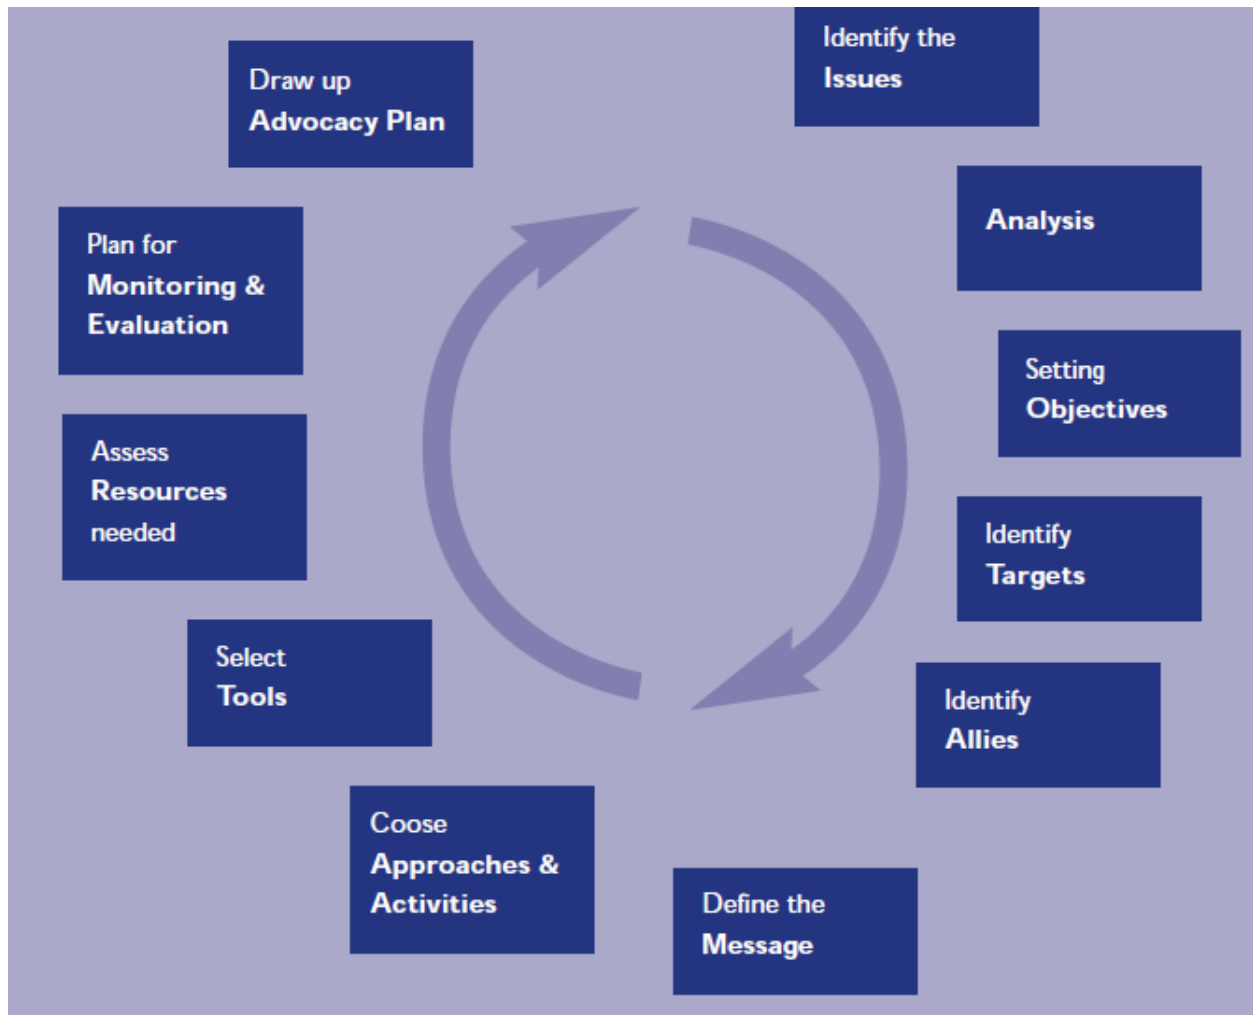 Identify the
Issues
Analysis
Setting
Objectives
Identify
Targets
Identify
Allies
Define the
Message
Coose
Approaches &
Activities
Select
Tools
Assess
Resources
needed
Plan for
Monitoring &
Evaluation
Draw up
Advocacy Plan